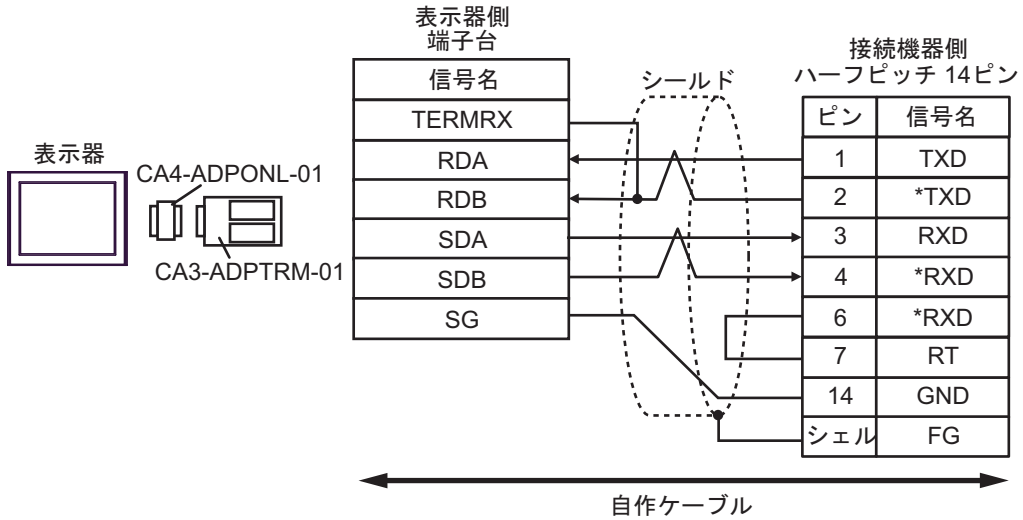 表示器側
端子台
接続機器側
ハーフピッチ 14ピン
シールド
表示器
CA4-ADPONL-01
CA3-ADPTRM-01
信号名
TERMRX
RDA
RDB
SDA
SDB
SG
ピン 信号名
1 TXD
2 *TXD
3 RXD
4 *RXD
6 *RXD
7 RT
14 GND
シェル FG
自作ケーブル